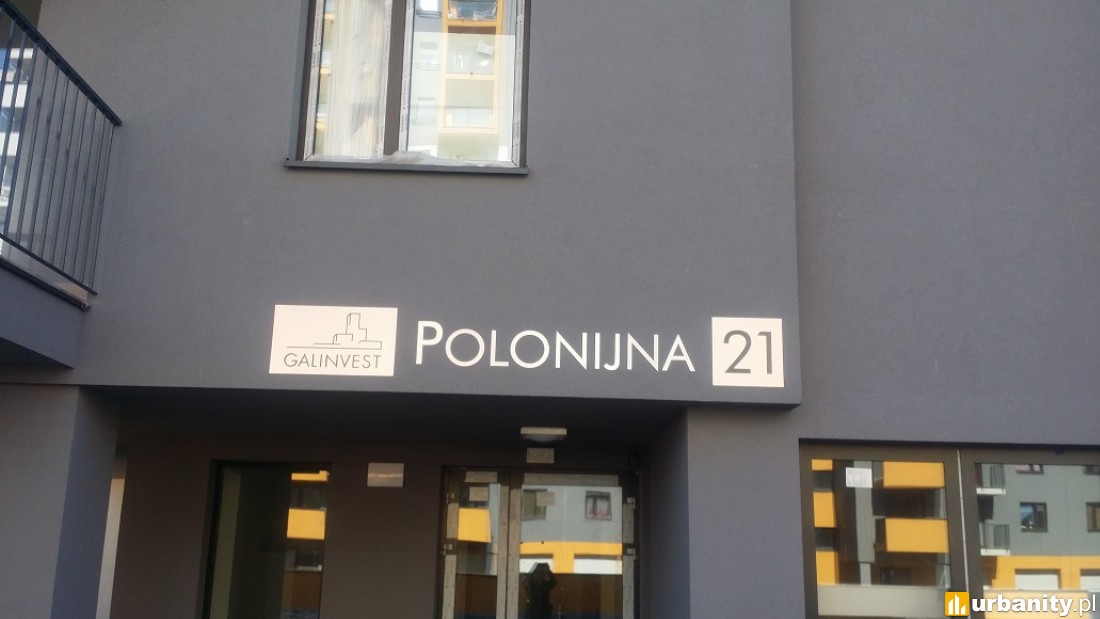 GALINVEST
POLONIJNA 21
urbanity.pl